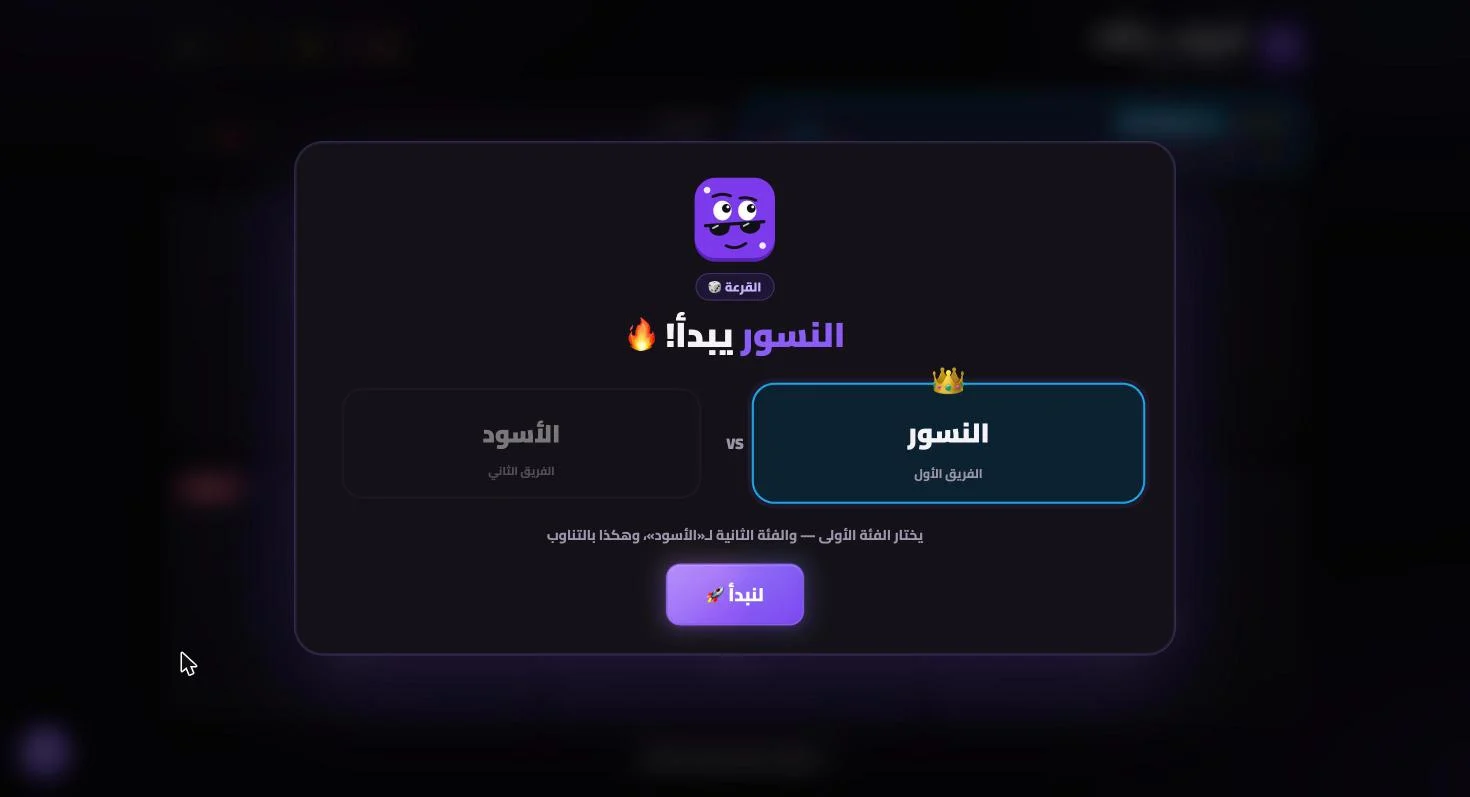 القرعة 🎲
النسور يبدأ! 🔥
النسور
الفريق الأول
VS
الأسود
الفريق الثاني
يختار الفئة الأولى — والفئة الثانية لـ«الأسود»، وهكذا بالتناوب
لنبدأ 🚀